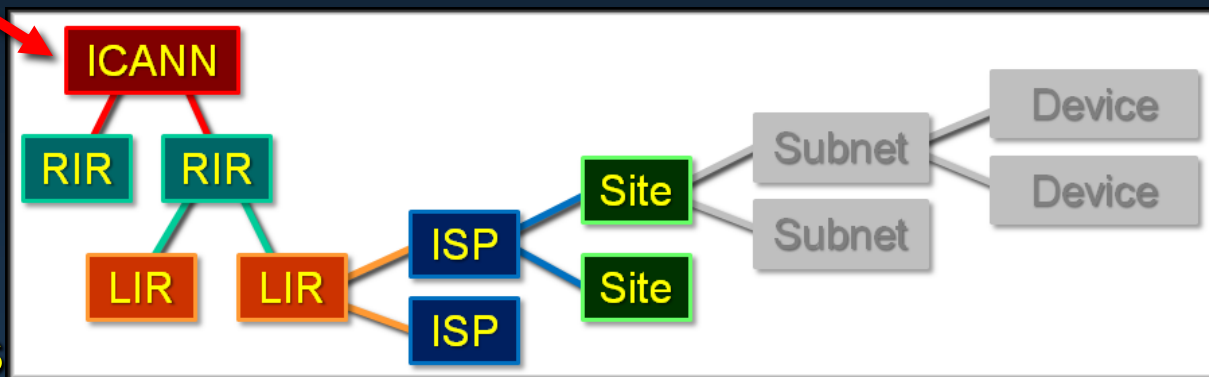 ICANN
RIR
RIR
LIR
LIR
ISP
ISP
Site
Site
Subnet
Subnet
Device
Device